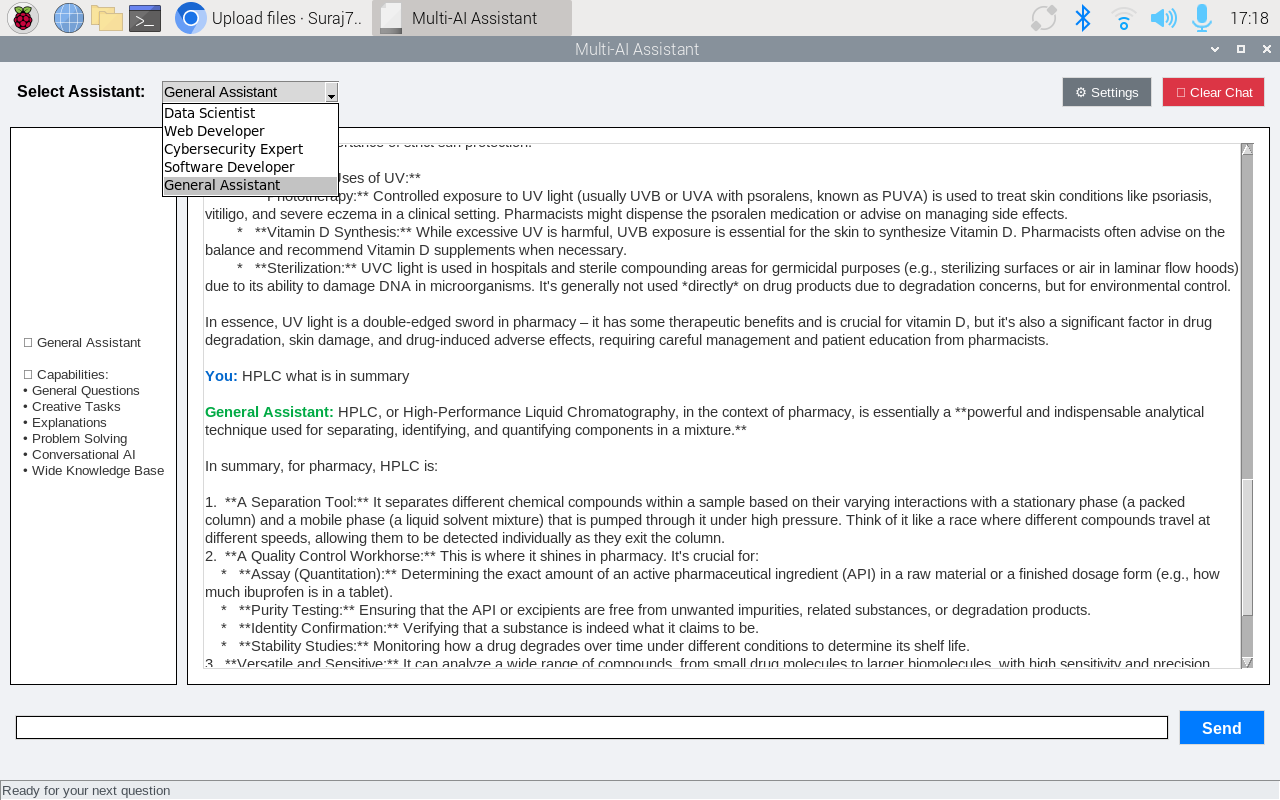 Upload files · Suraj7..
Multi-AI Assistant
17:18
Multi-AI Assistant
Select Assistant:
General Assistant
⚙ Settings
Clear Chat
Data Scientist
Web Developer
Cybersecurity Expert
Software Developer
General Assistant
General Assistant
Capabilities:
• General Questions
• Creative Tasks
• Explanations
• Problem Solving
• Conversational AI
• Wide Knowledge Base
of strict sun protection.
Uses of UV:**
Phototherapy:** Controlled exposure to UV light (usually UVB or UVA with psoralens, known as PUVA) is used to treat skin conditions like psoriasis,
vitiligo, and severe eczema in a clinical setting. Pharmacists might dispense the psoralen medication or advise on managing side effects.
* **Vitamin D Synthesis:** While excessive UV is harmful, UVB exposure is essential for the skin to synthesize Vitamin D. Pharmacists often advise on the
balance and recommend Vitamin D supplements when necessary.
* **Sterilization:** UVC light is used in hospitals and sterile compounding areas for germicidal purposes (e.g., sterilizing surfaces or air in laminar flow hoods)
due to its ability to damage DNA in microorganisms. It's generally not used *directly* on drug products due to degradation concerns, but for environmental control.
In essence, UV light is a double-edged sword in pharmacy – it has some therapeutic benefits and is crucial for vitamin D, but it's also a significant factor in drug
degradation, skin damage, and drug-induced adverse effects, requiring careful management and patient education from pharmacists.
You: HPLC what is in summary
General Assistant: HPLC, or High-Performance Liquid Chromatography, in the context of pharmacy, is essentially a **powerful and indispensable analytical
technique used for separating, identifying, and quantifying components in a mixture.**
In summary, for pharmacy, HPLC is:
1. **A Separation Tool:** It separates different chemical compounds within a sample based on their varying interactions with a stationary phase (a packed
column) and a mobile phase (a liquid solvent mixture) that is pumped through it under high pressure. Think of it like a race where different compounds travel at
different speeds, allowing them to be detected individually as they exit the column.
2. **A Quality Control Workhorse:** This is where it shines in pharmacy. It's crucial for:
* **Assay (Quantitation):** Determining the exact amount of an active pharmaceutical ingredient (API) in a raw material or a finished dosage form (e.g., how
much ibuprofen is in a tablet).
* **Purity Testing:** Ensuring that the API or excipients are free from unwanted impurities, related substances, or degradation products.
* **Identity Confirmation:** Verifying that a substance is indeed what it claims to be.
* **Stability Studies:** Monitoring how a drug degrades over time under different conditions to determine its shelf life.
3. **Versatile and Sensitive:** It can analyze a wide range of compounds, from small drug molecules to larger biomolecules, with high sensitivity and precision
Send
Ready for your next question